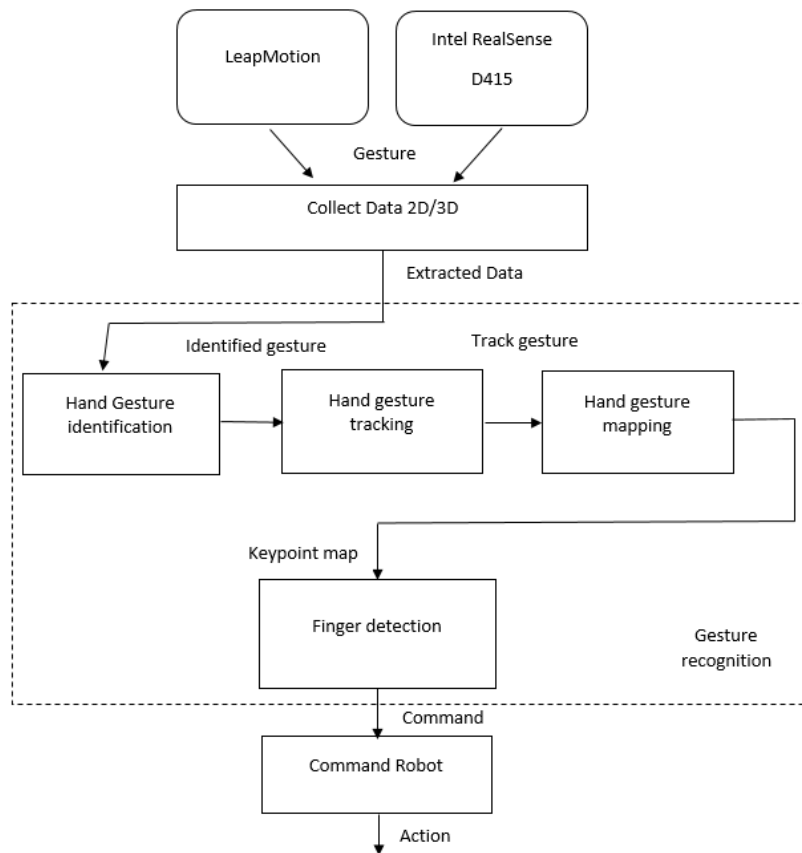 LeapMotion
Intel RealSense
D415
Gesture
Collect Data 2D/3D
Extracted Data
Identified gesture
Track gesture
Hand Gesture
identification
Hand gesture
tracking
Hand gesture
mapping
Keypoint map
Finger detection
Gesture
recognition
Command
Command Robot
Action